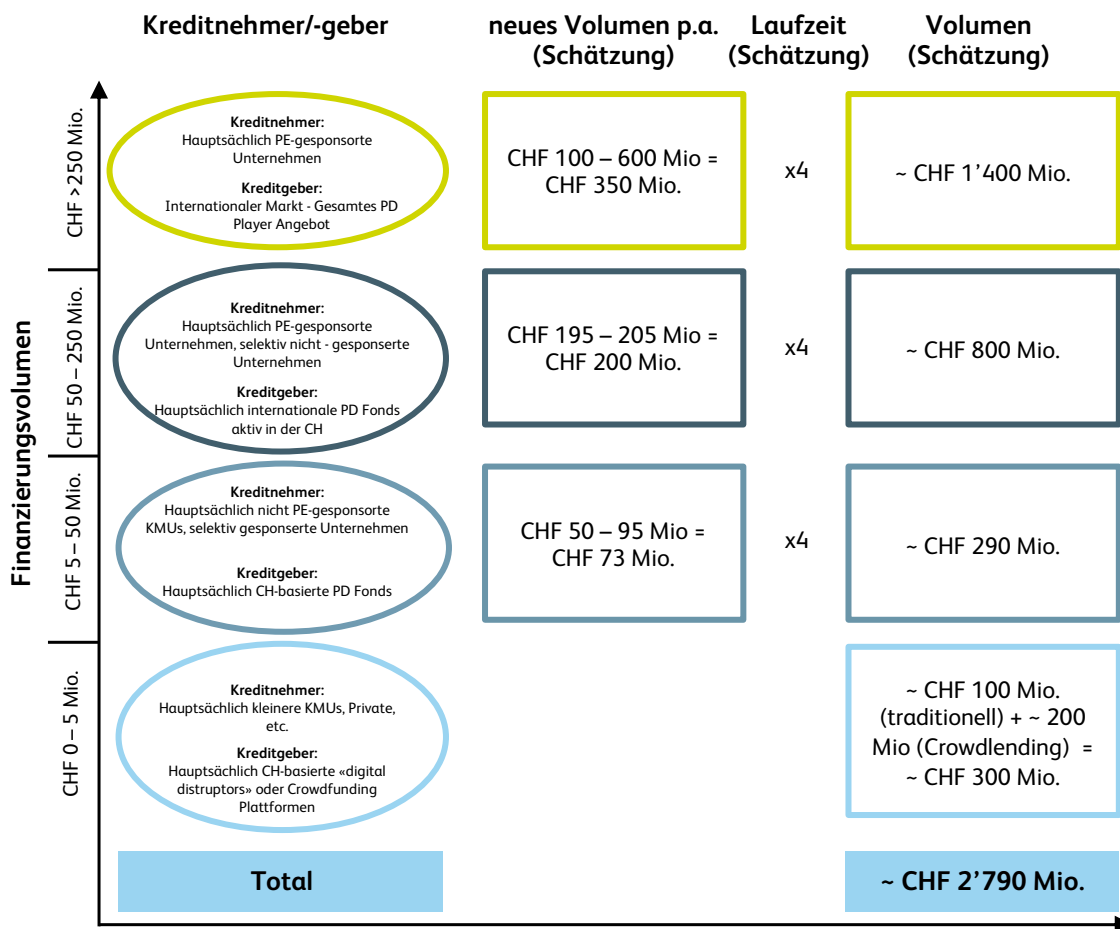 Kreditnehmer/-geber
neues Volumen p.a.
(Schätzung)
Laufzeit
(Schätzung)
Volumen
(Schätzung)
Finanzierungsvolumen
CHF >250 Mio.
Kreditnehmer:
Hauptsächlich PE-gesponsorte
Unternehmen
Kreditgeber:
Internationaler Markt - Gesamtes PD
Player Angebot
CHF 100 – 600 Mio =
CHF 350 Mio.
x4
~ CHF 1’400 Mio.
CHF 50 – 250 Mio.
Kreditnehmer:
Hauptsächlich PE-gesponsorte
Unternehmen, selektiv nicht - gesponserte
Unternehmen
Kreditgeber:
Hauptsächlich internationale PD Fonds
aktiv in der CH
CHF 195 – 205 Mio =
CHF 200 Mio.
x4
~ CHF 800 Mio.
CHF 5 – 50 Mio.
Kreditnehmer:
Hauptsächlich nicht PE-gesponsorte
KMUs, selektiv gesponserte Unternehmen
Kreditgeber:
Hauptsächlich CH-basierte PD Fonds
CHF 50 – 95 Mio =
CHF 73 Mio.
x4
~ CHF 290 Mio.
CHF 0 – 5 Mio.
Kreditnehmer:
Hauptsächlich kleinere KMUs, Private,
etc.
Kreditgeber:
Hauptsächlich CH-basierte «digital
distruptors» oder Crowdfunding
Plattformen
~ CHF 100 Mio.
(traditionell) + ~ 200
Mio (Crowdlending) =
~ CHF 300 Mio.
Total
~ CHF 2’790 Mio.